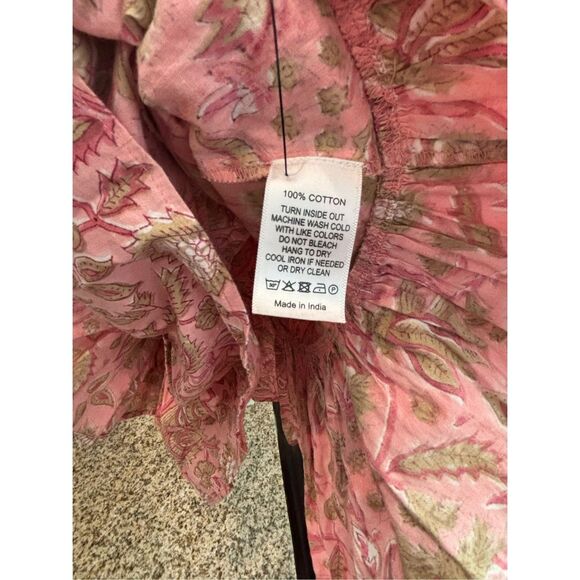 100% COTTON
TURN INSIDE OUT
MACHINE WASH COLD
WITH LIKE COLORS
DO NOT BLEACH
HANG TO DRY
COOL IRON IF NEEDED
OR DRY CLEAN
30° P
Made in India